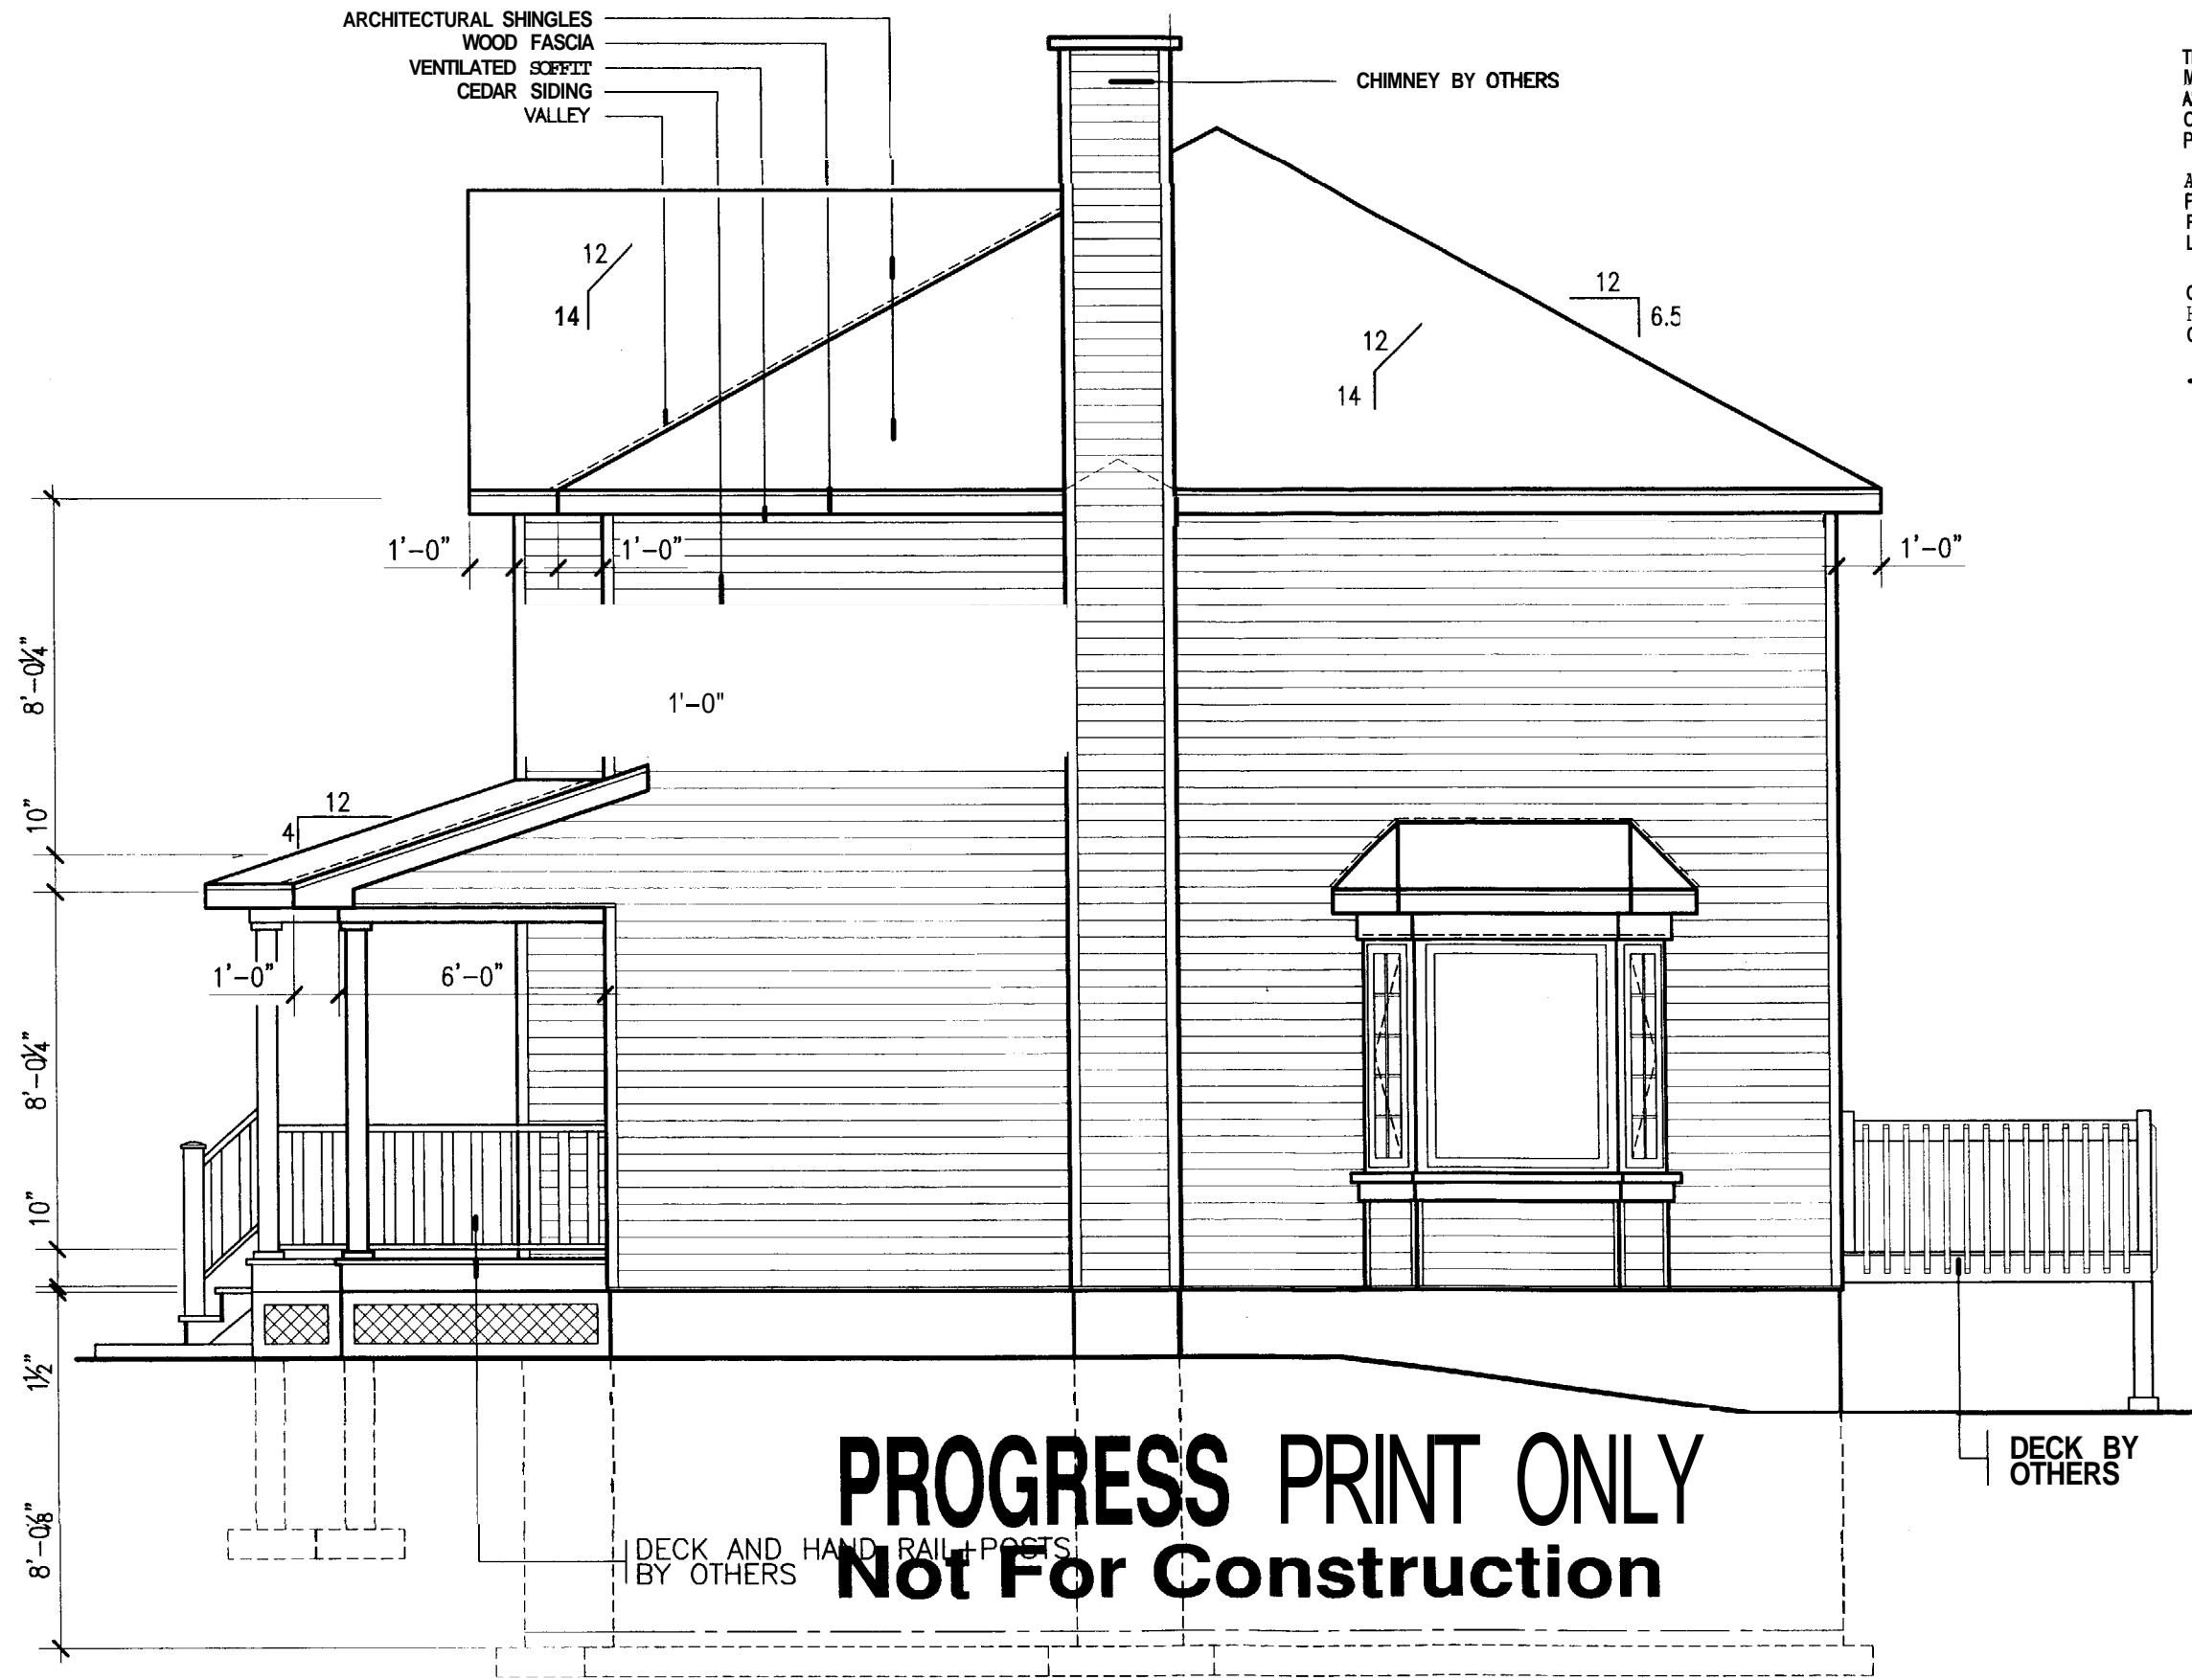 ARCHITECTURAL SHINGLES
WOOD FASCIA
VENTILATED SOFFIT
CEDAR SIDING
VALLEY
CHIMNEY BY OTHERS
12
14
12
6.5
12
14
1'-0"
1'-0"
1'-0"
8'-0¼"
1'-0"
10"
12
4
1'-0"
6'-0"
8'-0¼"
10"
1½"
8'-0⅛"
DECK BY
OTHERS
PROGRESS PRINT ONLY
Not For Construction
DECK AND HAND RAIL+POSTS
BY OTHERS